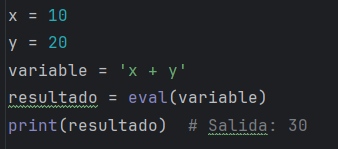 x = 10
y = 20
variable = 'x + y'
resultado = eval(variable)
print(resultado)  # Salida: 30